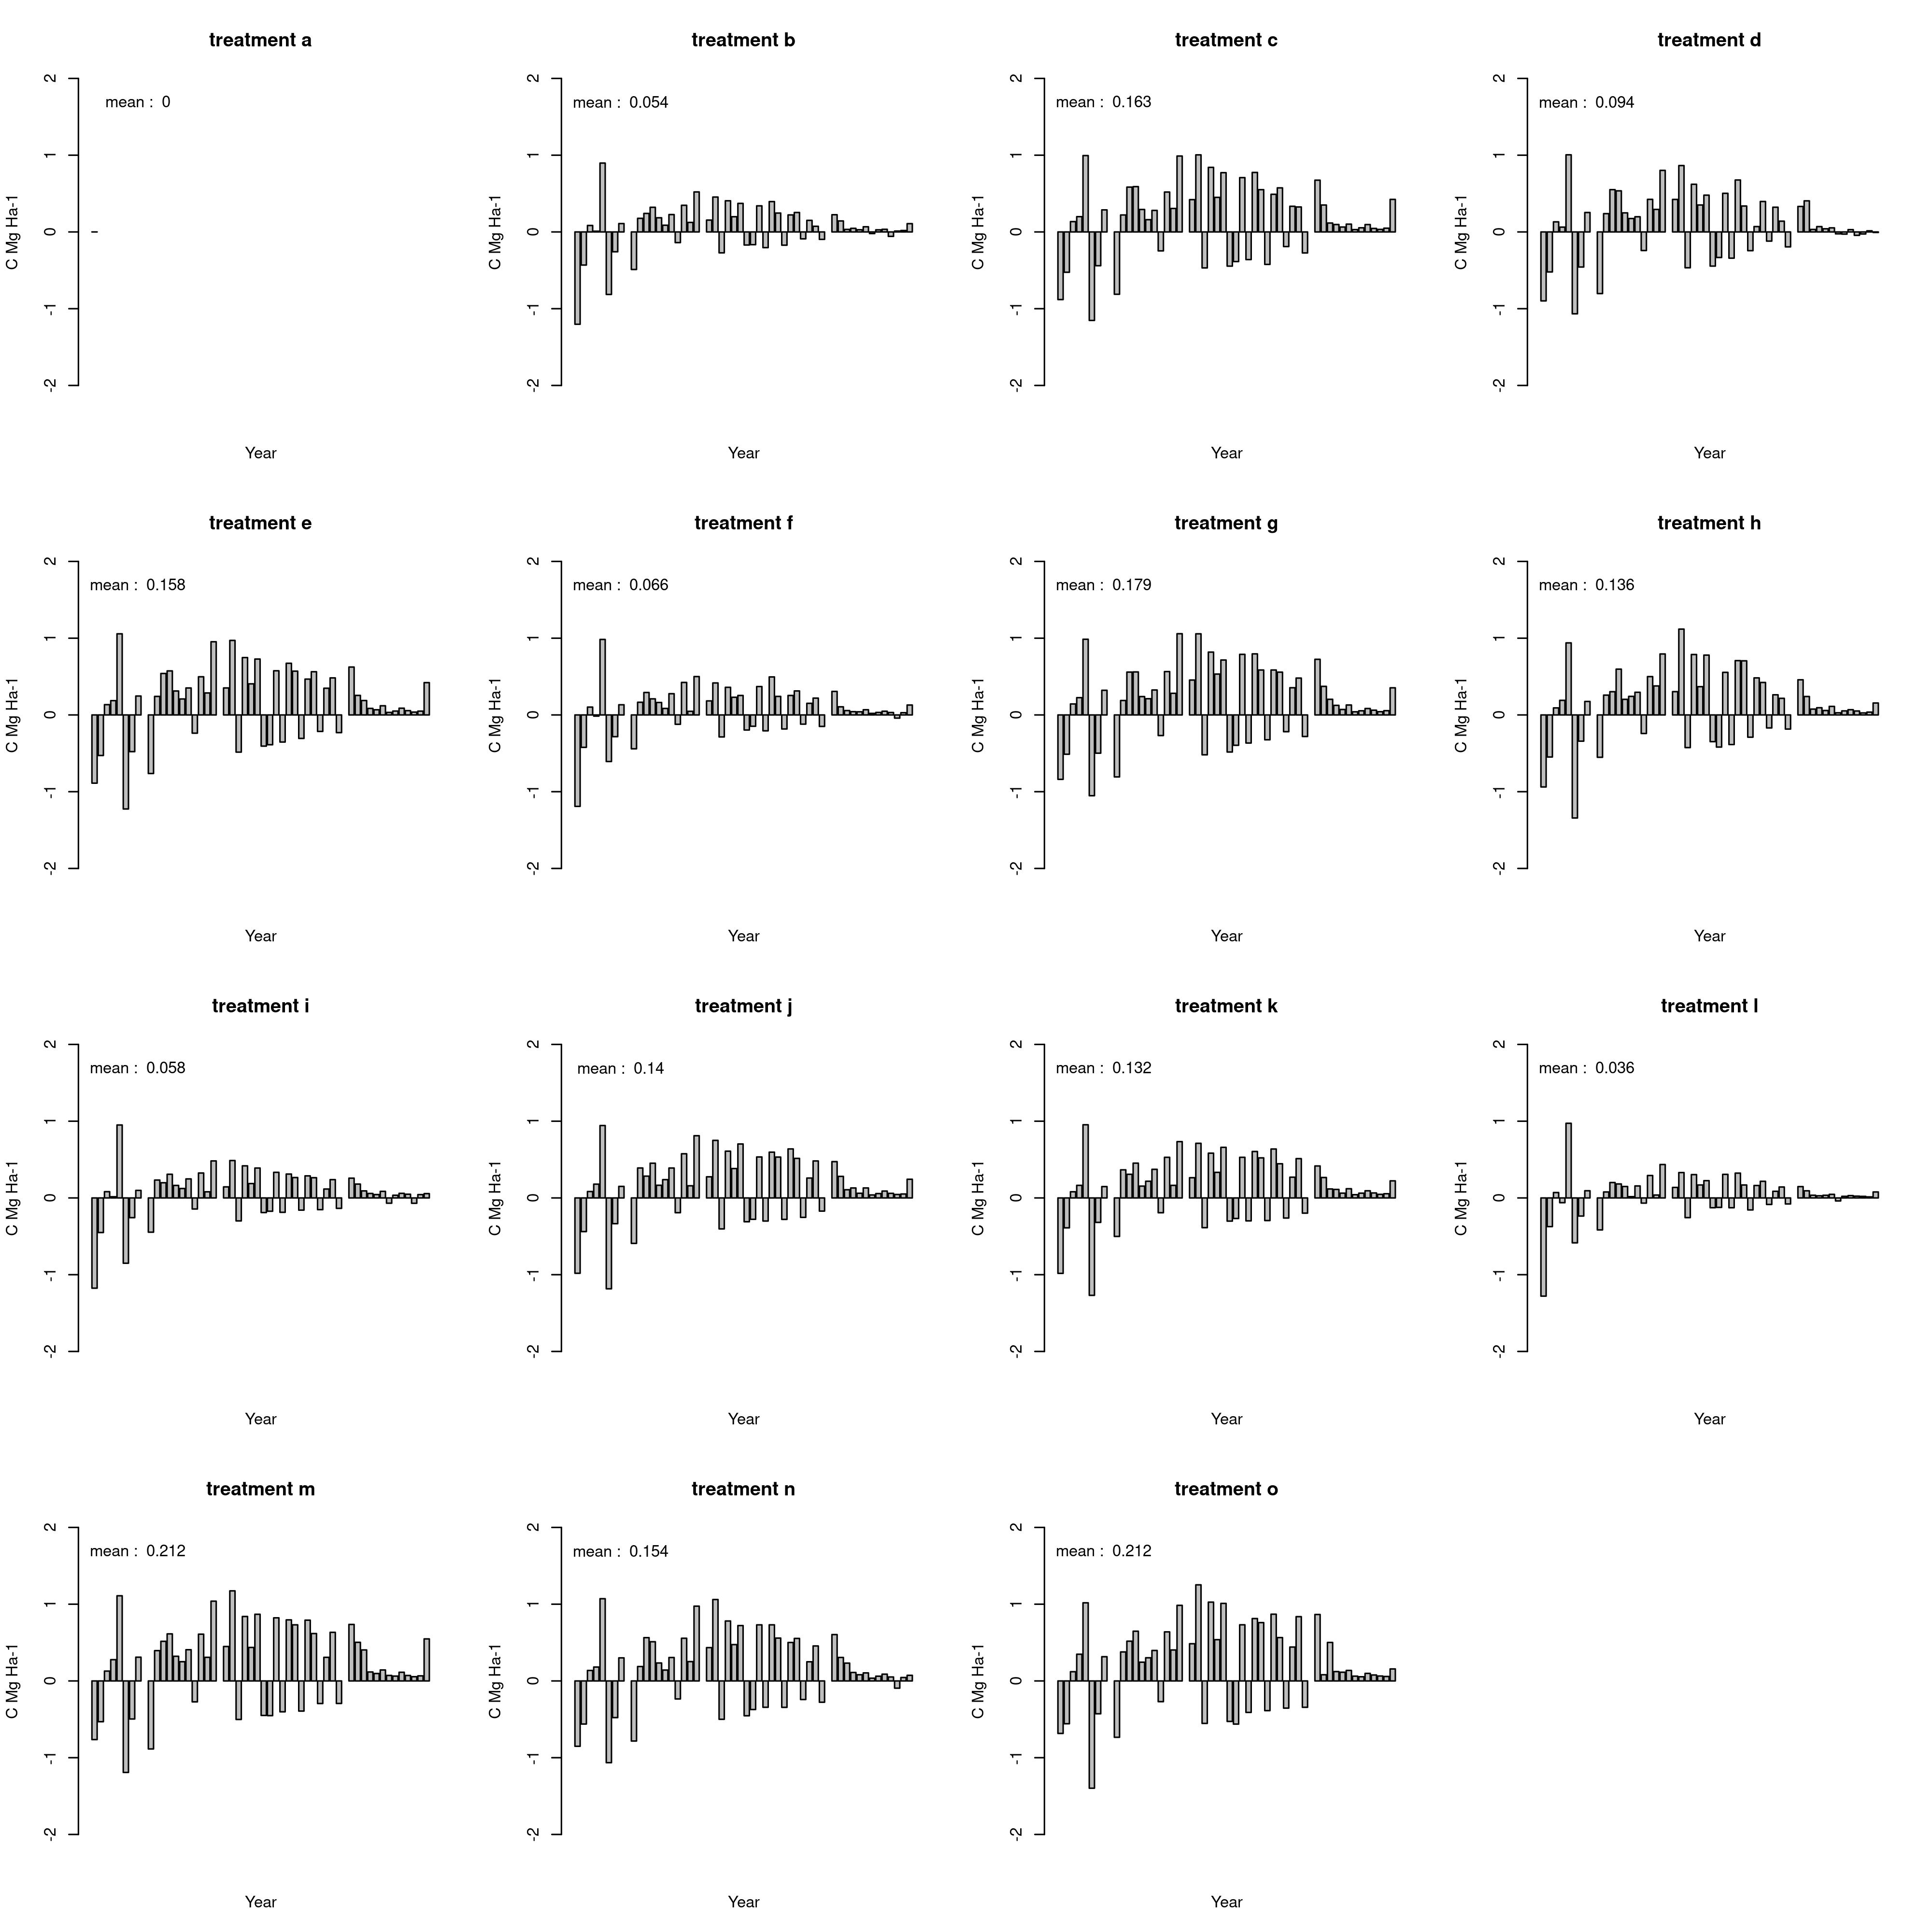 treatment a
mean : 0
2
1
0
-1
-2
C Mg Ha-1
Year
treatment b
mean : 0.054
2
1
0
-1
-2
C Mg Ha-1
Year
treatment c
mean : 0.163
2
1
0
-1
-2
C Mg Ha-1
Year
treatment d
mean : 0.094
2
1
0
-1
-2
C Mg Ha-1
Year
treatment e
mean : 0.158
2
1
0
-1
-2
C Mg Ha-1
Year
treatment f
mean : 0.066
2
1
0
-1
-2
C Mg Ha-1
Year
treatment g
mean : 0.179
2
1
0
-1
-2
C Mg Ha-1
Year
treatment h
mean : 0.136
2
1
0
-1
-2
C Mg Ha-1
Year
treatment i
mean : 0.058
2
1
0
-1
-2
C Mg Ha-1
Year
treatment j
mean : 0.14
2
1
0
-1
-2
C Mg Ha-1
Year
treatment k
mean : 0.132
2
1
0
-1
-2
C Mg Ha-1
Year
treatment l
mean : 0.036
2
1
0
-1
-2
C Mg Ha-1
Year
treatment m
mean : 0.212
2
1
0
-1
-2
C Mg Ha-1
Year
treatment n
mean : 0.154
2
1
0
-1
-2
C Mg Ha-1
Year
treatment o
mean : 0.212
2
1
0
-1
-2
C Mg Ha-1
Year